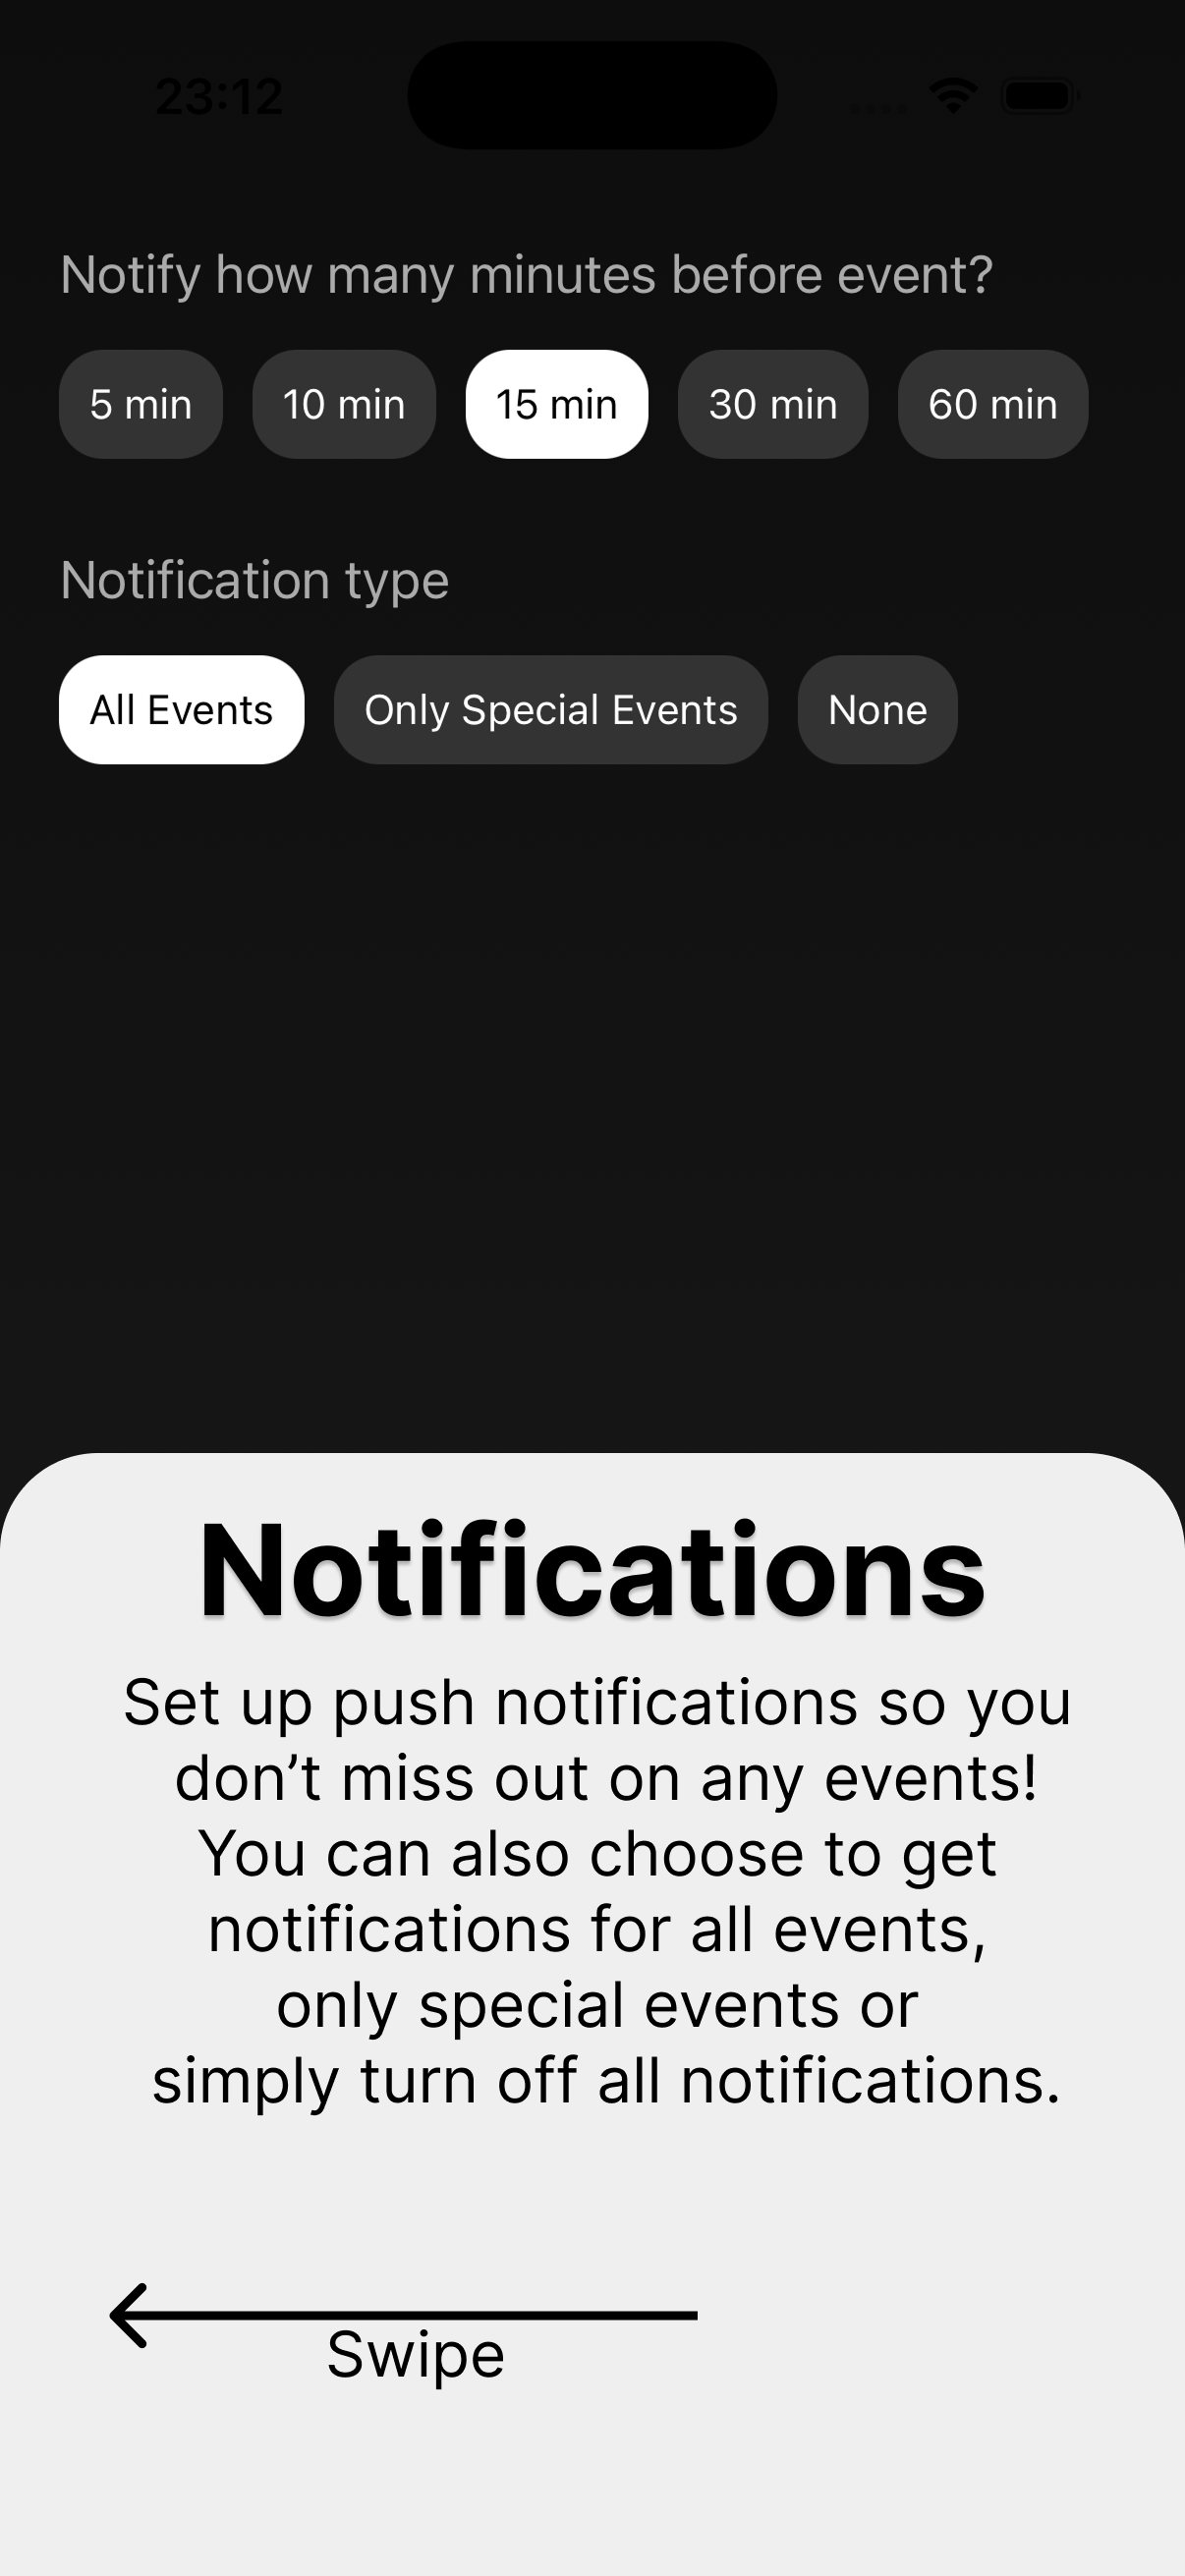 23:12
Notify how many minutes before event?
5 min 10 min 15 min 30 min 60 min
Notification type
All Events Only Special Events None
Notifications
Set up push notifications so you
don’t miss out on any events!
You can also choose to get
notifications for all events,
only special events or
simply turn off all notifications.
Swipe